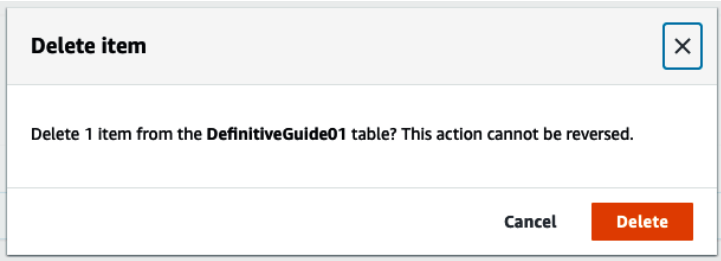 Delete item
Delete 1 item from the DefinitiveGuide01 table? This action cannot be reversed.
Cancel
Delete